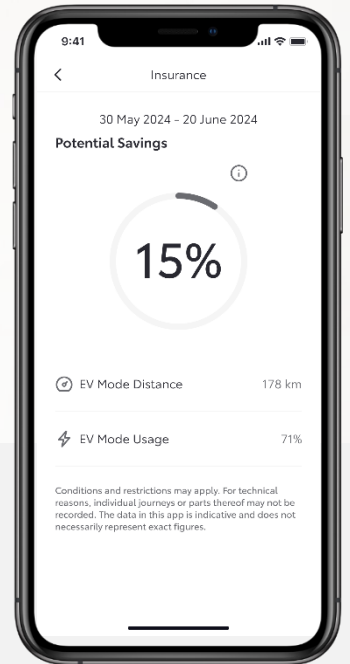 9:41
Insurance
30 May 2024 - 20 June 2024
Potential Savings
15%
EV Mode Distance 178 km
EV Mode Usage 71%
Conditions and restrictions may apply. For technical
reasons, individual journeys or parts thereof may not be
recorded. The data in this app is indicative and does not
necessarily represent exact figures.